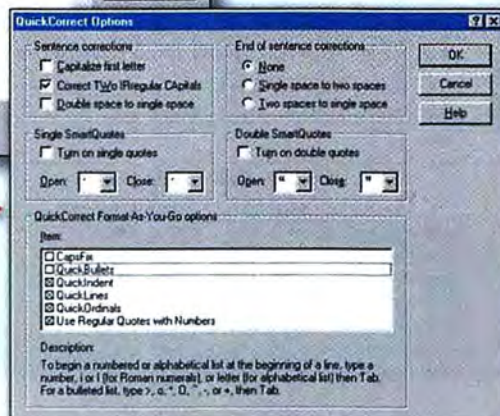 QuickCorrect Options
Sentence corrections
Capitalize first letter
Correct TWo IRregular CApitals
Double space to single space
End of sentence corrections
None
Single space to two spaces
Two spaces to single space
OK
Cancel
Help
Single SmartQuotes
Turn on single quotes
Open: ' Close: '
Double SmartQuotes
Turn on double quotes
Open: " Close: "
QuickCorrect Format-As-You-Go options
Item:
CapsFix
QuickBullets
QuickIndent
QuickLines
QuickOrdinals
Use Regular Quotes with Numbers
Description:
To begin a numbered or alphabetical list at the beginning of a line, type a
number, i or I (for Roman numerals), or letter (for alphabetical list) then Tab.
For a bulleted list, type >, o, *, O, ^, -, or +, then Tab.